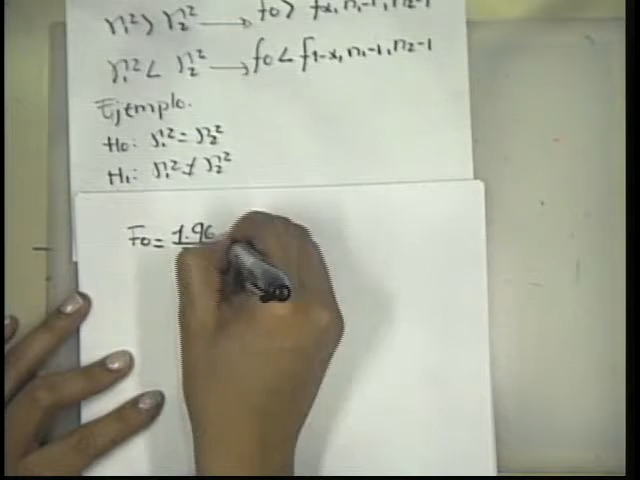 σ₁² > σ₂² → f0 > fα, n1-1, n2-1
σ₁² < σ₂² → f0 < f1-α, n1-1, n2-1
Ejemplo.
H0: σ₁² = σ₂²
H1: σ₁² ≠ σ₂²
F0 = 1.96